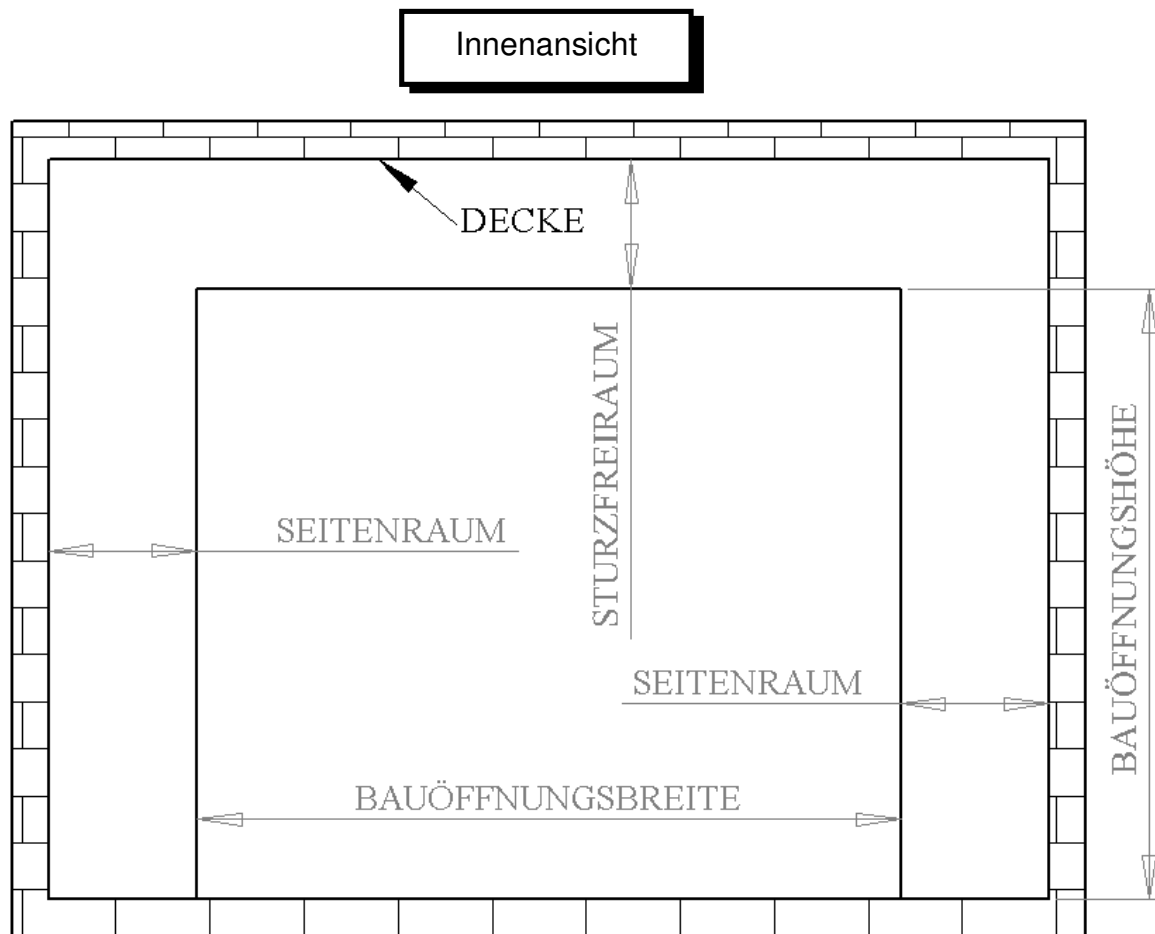 Innenansicht
DECKE
STURZFREIRAUM
SEITENRAUM
SEITENRAUM
BAUÖFFNUNGSBREITE
BAUÖFFNUNGSHÖHE